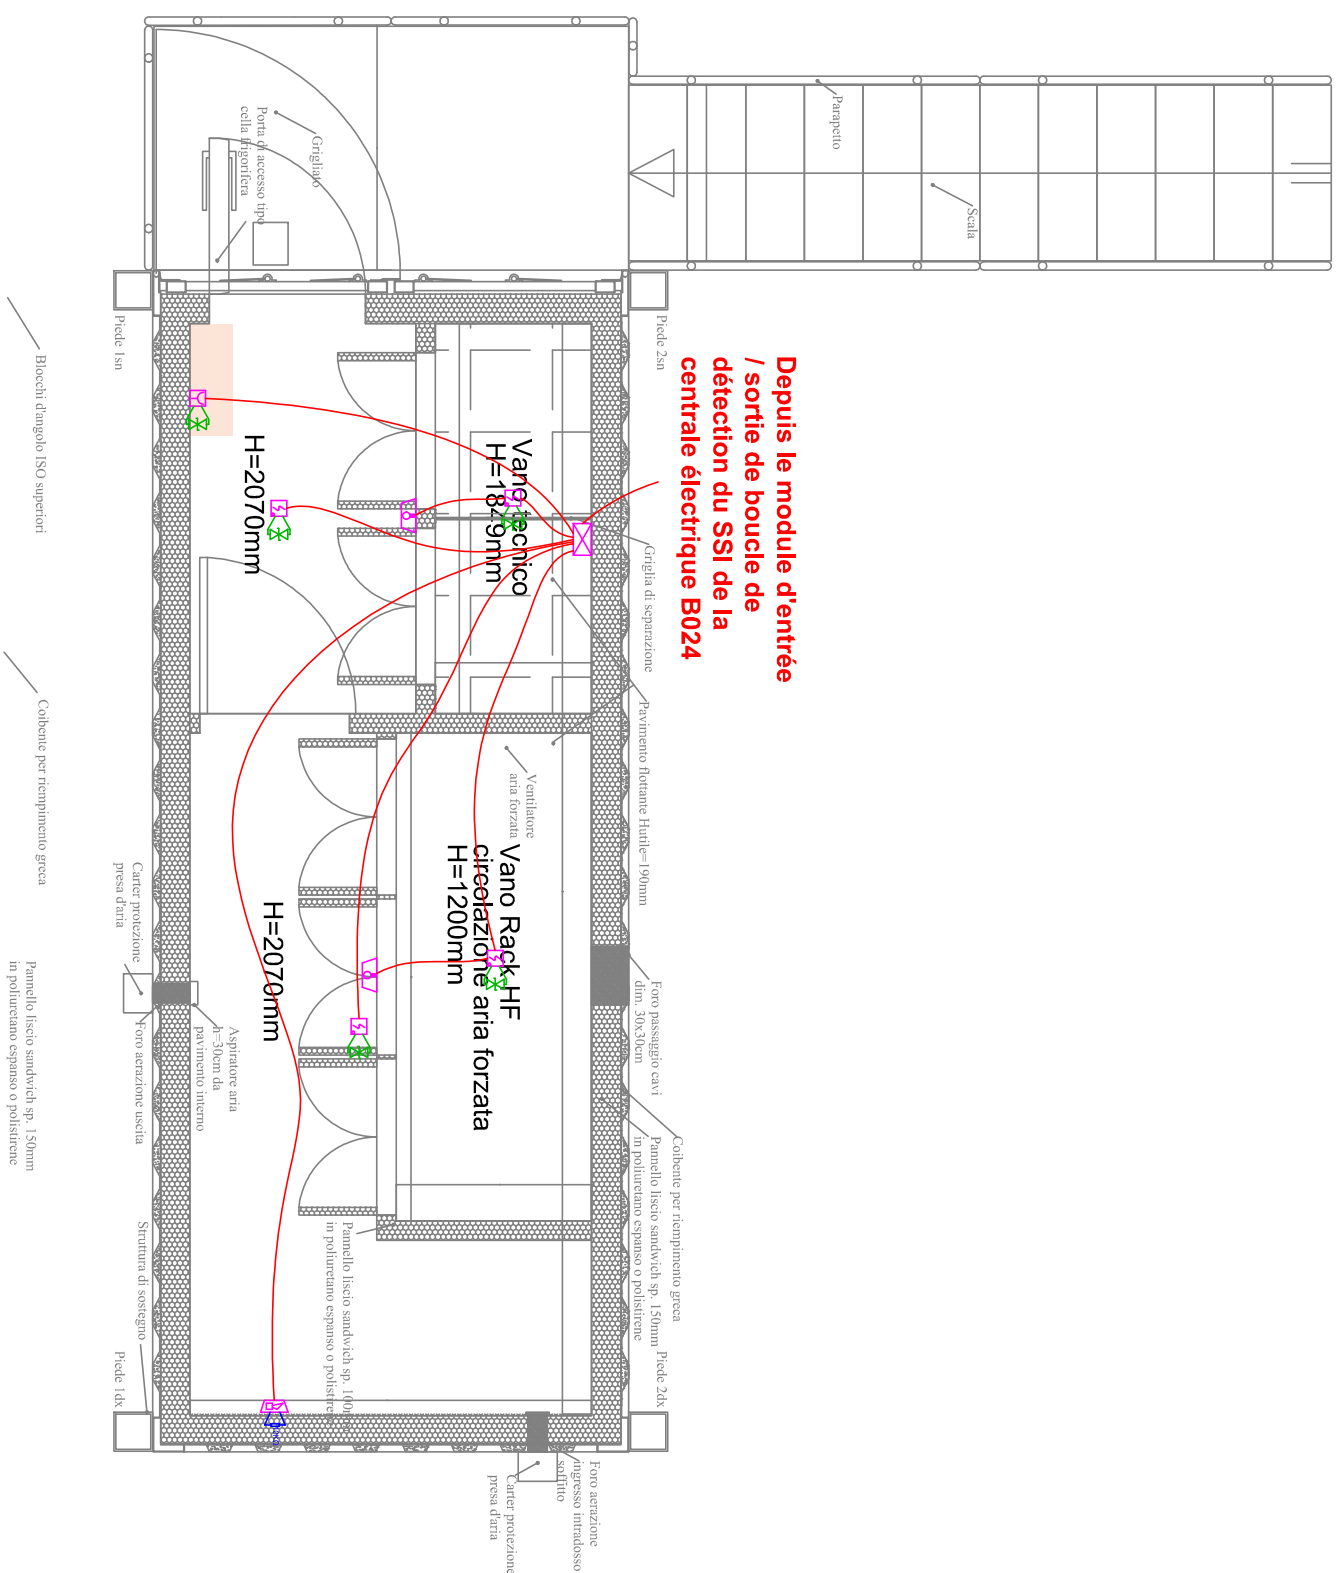 Parapetto
Scala
Grigliato
Porta di accesso tipo
cella frigorifera
Piede 1sn
Piede 2sn
Blocchi d'angolo ISO superiori
Depuis le module d'entrée
/ sortie de boucle de
détection du SSI de la
centrale électrique B024
Vano tecnico
H=1849mm
H=2070mm
Griglia di separazione
Pavimento flottante Hutile=190mm
Coibente per riempimento greca
Ventilatore
aria forzata
Vano Rack HF
circolazione aria forzata
H=1200mm
H=2070mm
Carter protezione
presa d'aria
Foro passaggio cavi
dim. 30x30cm
Pannello liscio sandwich sp. 150mm
in poliuretano espanso o polistirene
Foro aerazione uscita
Aspiratore aria
h=30cm da
pavimento interno
Coibente per riempimento greca
Pannello liscio sandwich sp. 150mm
in poliuretano espanso o polistirene
Pannello liscio sandwich sp. 100mm
in poliuretano espanso o polistirene
Struttura di sostegno
Piede 1dx
Piede 2dx
Foro aerazione
ingresso intradosso
soffitto
Carter protezione
presa d'aria